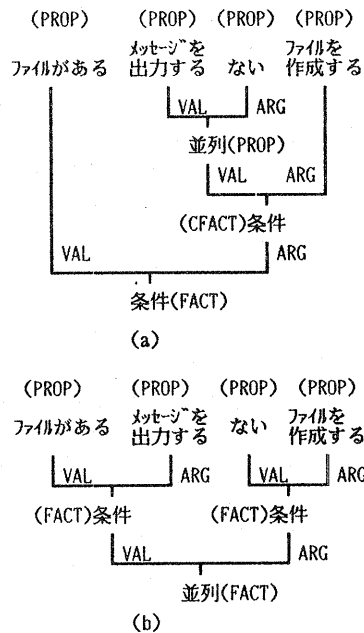 (PROP) (PROP) (PROP) (PROP)
ファイルがある メッセージを出力する ない ファイルを作成する
VAL ARG
並列(PROP)
VAL ARG
(CFACT)条件
VAL ARG
条件(FACT)
(a)
(PROP) (PROP) (PROP) (PROP)
ファイルがある メッセージを出力する ない ファイルを作成する
VAL ARG VAL ARG
(FACT)条件 (FACT)条件
VAL ARG
並列(FACT)
(b)